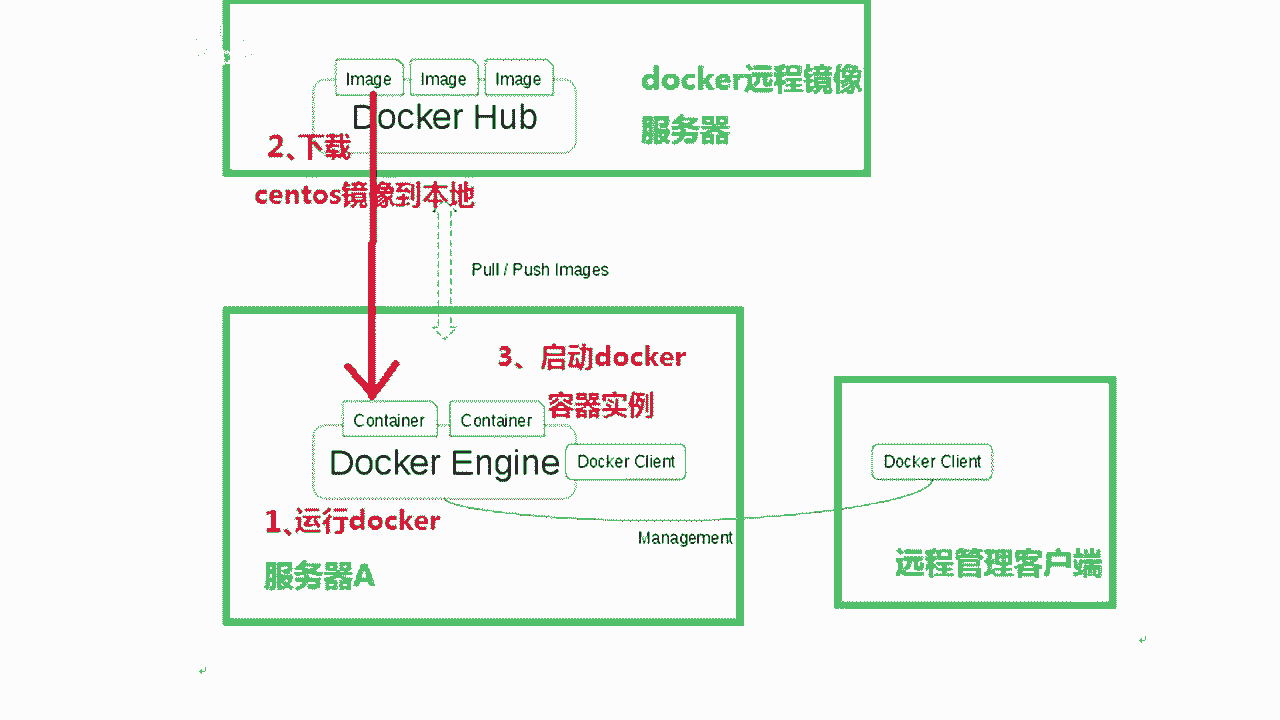 Image Image Image
Docker Hub
docker远程镜像
服务器
2、下载
centos镜像到本地
Pull / Push Images
3、启动docker
容器实例
Container Container
Docker Engine
Docker Client
1、运行docker
服务器A
Management
Docker Client
远程管理客户端